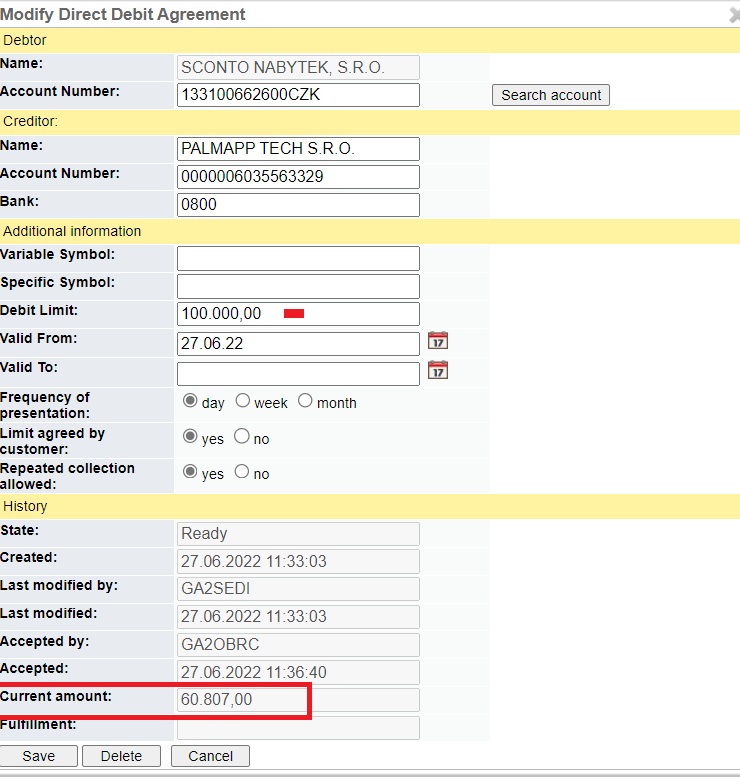 Modify Direct Debit Agreement
Debtor
Name: SCONTO NABYTEK, S.R.O.
Account Number: 133100662600CZK Search account
Creditor:
Name: PALMAPP TECH S.R.O.
Account Number: 0000006035563329
Bank: 0800
Additional information
Variable Symbol:
Specific Symbol:
Debit Limit: 100.000,00
Valid From: 27.06.22 17
Valid To: 17
Frequency of
presentation: day week month
Limit agreed by
customer: yes no
Repeated collection
allowed: yes no
History
State: Ready
Created: 27.06.2022 11:33:03
Last modified by: GA2SEDI
Last modified: 27.06.2022 11:33:03
Accepted by: GA2OBRC
Accepted: 27.06.2022 11:36:40
Current amount: 60.807,00
Fulfillment:
Save Delete Cancel